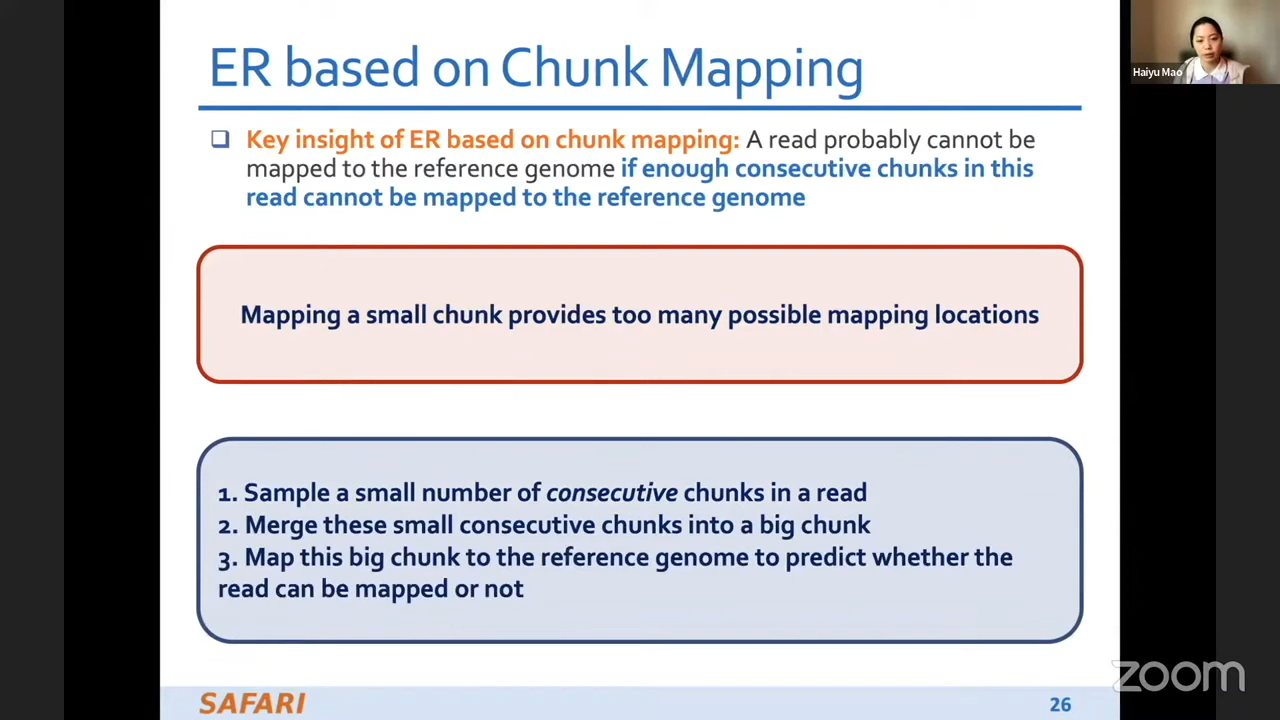 ER based on Chunk Mapping
Haiyu Mao
Key insight of ER based on chunk mapping: A read probably cannot be
mapped to the reference genome if enough consecutive chunks in this
read cannot be mapped to the reference genome
Mapping a small chunk provides too many possible mapping locations
1. Sample a small number of consecutive chunks in a read
2. Merge these small consecutive chunks into a big chunk
3. Map this big chunk to the reference genome to predict whether the
read can be mapped or not
SAFARI
26
zoom